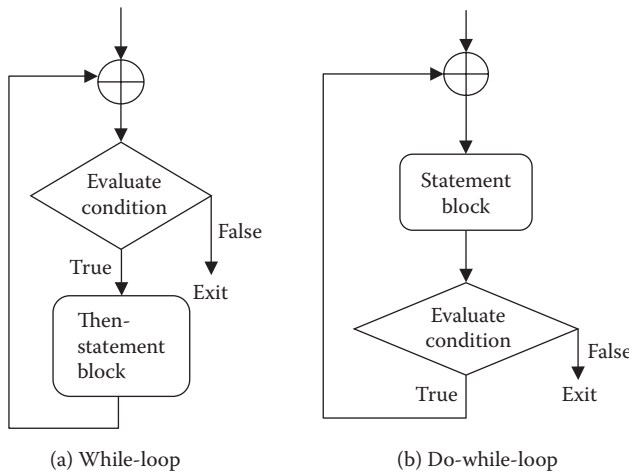 Evaluate
condition
False
True
Exit
Then-
statement
block
(a) While-loop
Statement
block
Evaluate
condition
False
True
Exit
(b) Do-while-loop